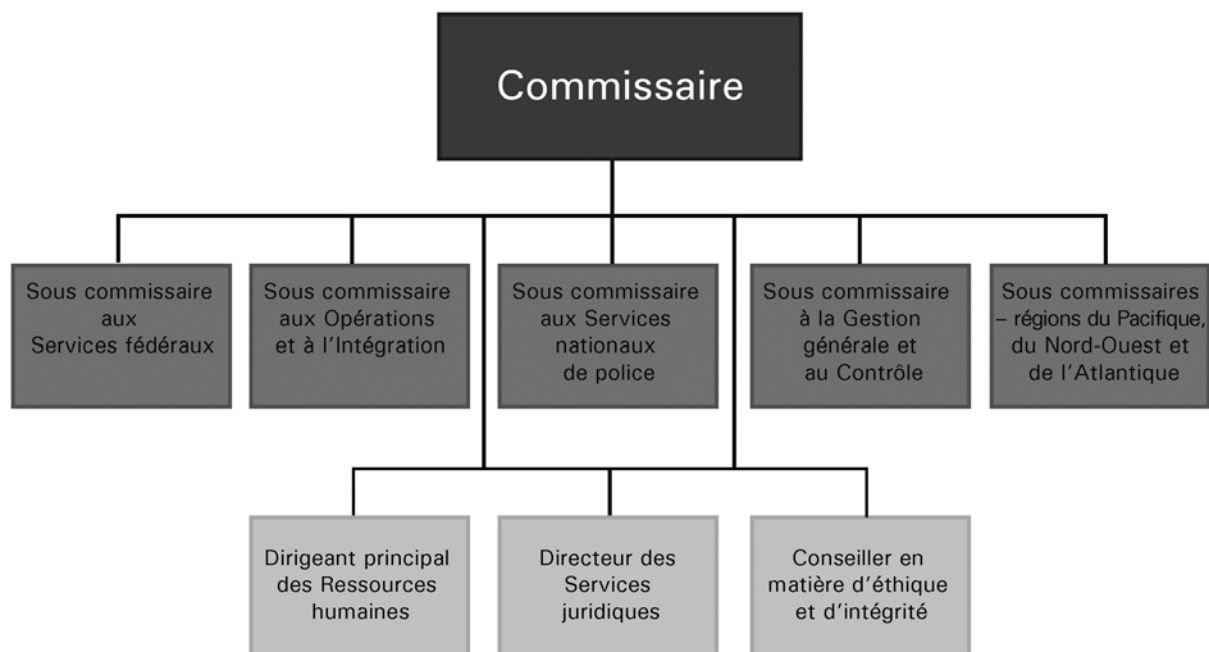 Commissaire
Sous commissaire
aux
Services fédéraux
Sous commissaire
aux Opérations
et à l'Intégration
Sous commissaire
aux Services
nationaux
de police
Sous commissaire
à la Gestion
générale et
au Contrôle
Sous commissaires
– régions du Pacifique,
du Nord-Ouest et
de l'Atlantique
Dirigeant principal
des Ressources
humaines
Directeur des
Services
juridiques
Conseiller en
matière d'éthique
et d'intégrité